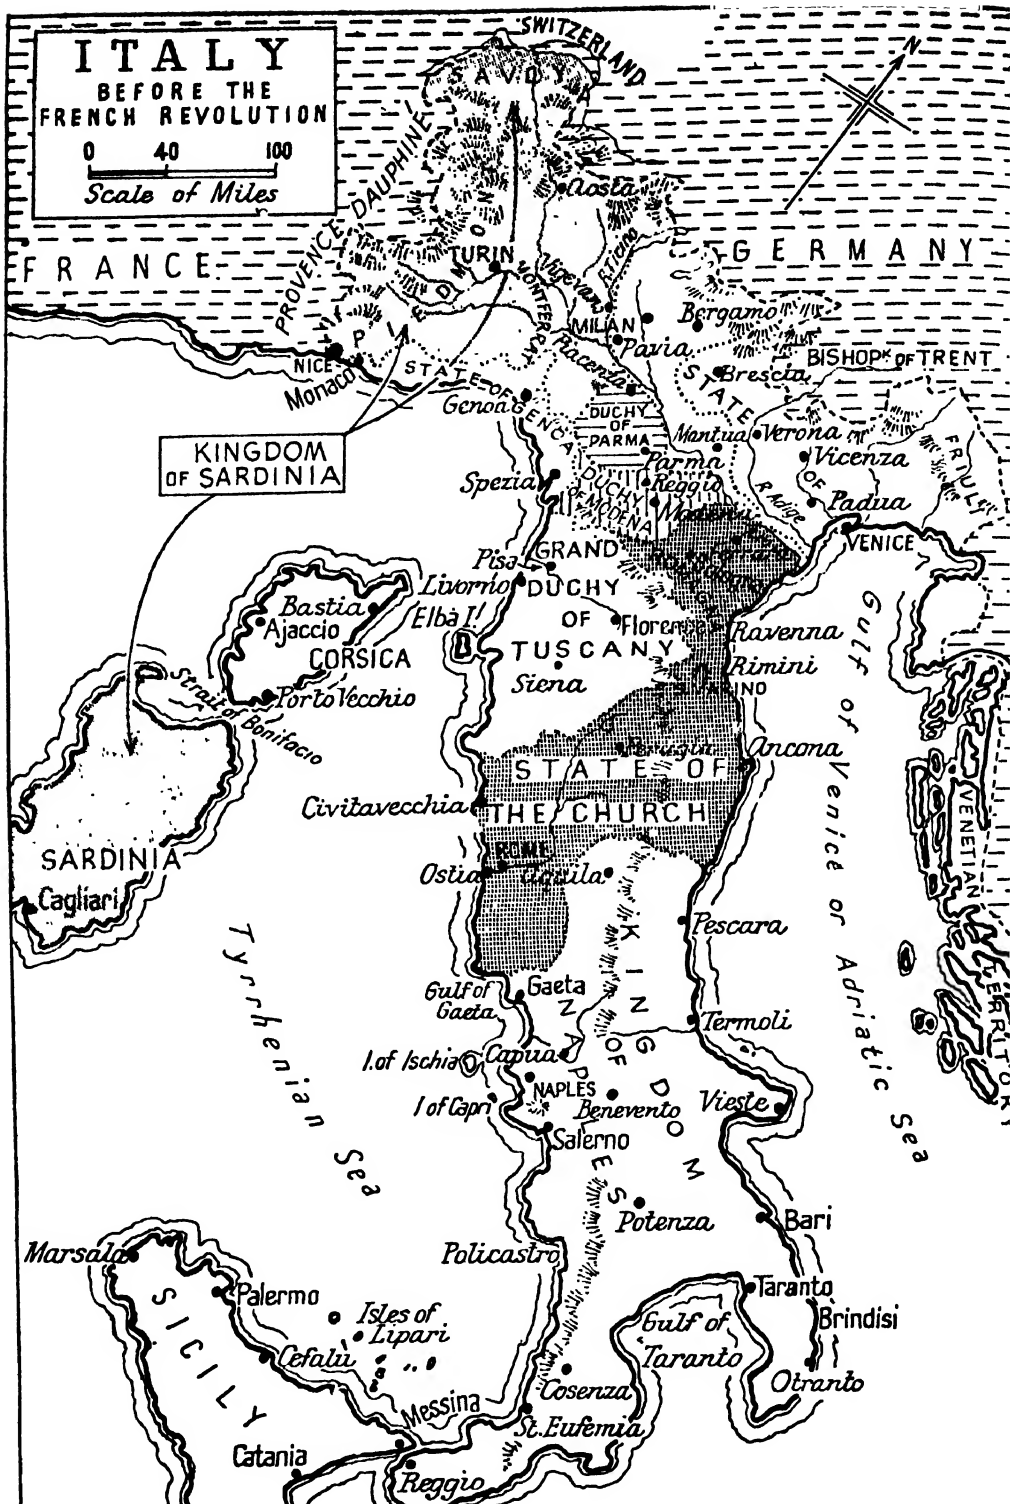 ITALY
BEFORE THE
FRENCH REVOLUTION
0 40 100
Scale of Miles
SWITZERLAND
N
SAVOY
DAUPHINÉ
PROVENCE
Aosta
FRANCE
GERMANY
PIEDMONT
TURIN
MONTFERRAT
Vigevano
R. Ticino
MILAN
Pavia
Bergamo
BISHOPK OF TRENT
NICE
Monaco
STATE OF GENOA
Genoa
Piacenza
Brescia
STATE OF
DUCHY
OF
PARMA
Mantua
Verona
Vicenza
FRIULI
KINGDOM
OF SARDINIA
Spezia
Parma
Reggio
DUCHY
OF MODENA
Modena
R. Adige
Padua
VENICE
Pisa
GRAND
DUCHY
OF
TUSCANY
Livorno
Elba I.
Florence
Siena
Ravenna
Rimini
Bastia
Ajaccio
CORSICA
Porto Vecchio
Strait of Bonifacio
Gulf of Venice or Adriatic Sea
Perugia
Ancona
STATE OF
THE CHURCH
Civitavecchia
SARDINIA
Cagliari
ROME
Ostia
Aquila
Pescara
VENETIAN
TERRITORY
Tyrrhenian Sea
Gulf of
Gaeta
Gaeta
KINGDOM
OF
NAPLES
Termoli
I. of Ischia
Capua
NAPLES
I of Capri
Benevento
Vieste
Salerno
Potenza
Bari
Policastro
Marsala
Palermo
SICILY
Isles of
Lipari
Cefalù
Taranto
Brindisi
Gulf of
Taranto
Otranto
Cosenza
Messina
St. Eufemia
Catania
Reggio